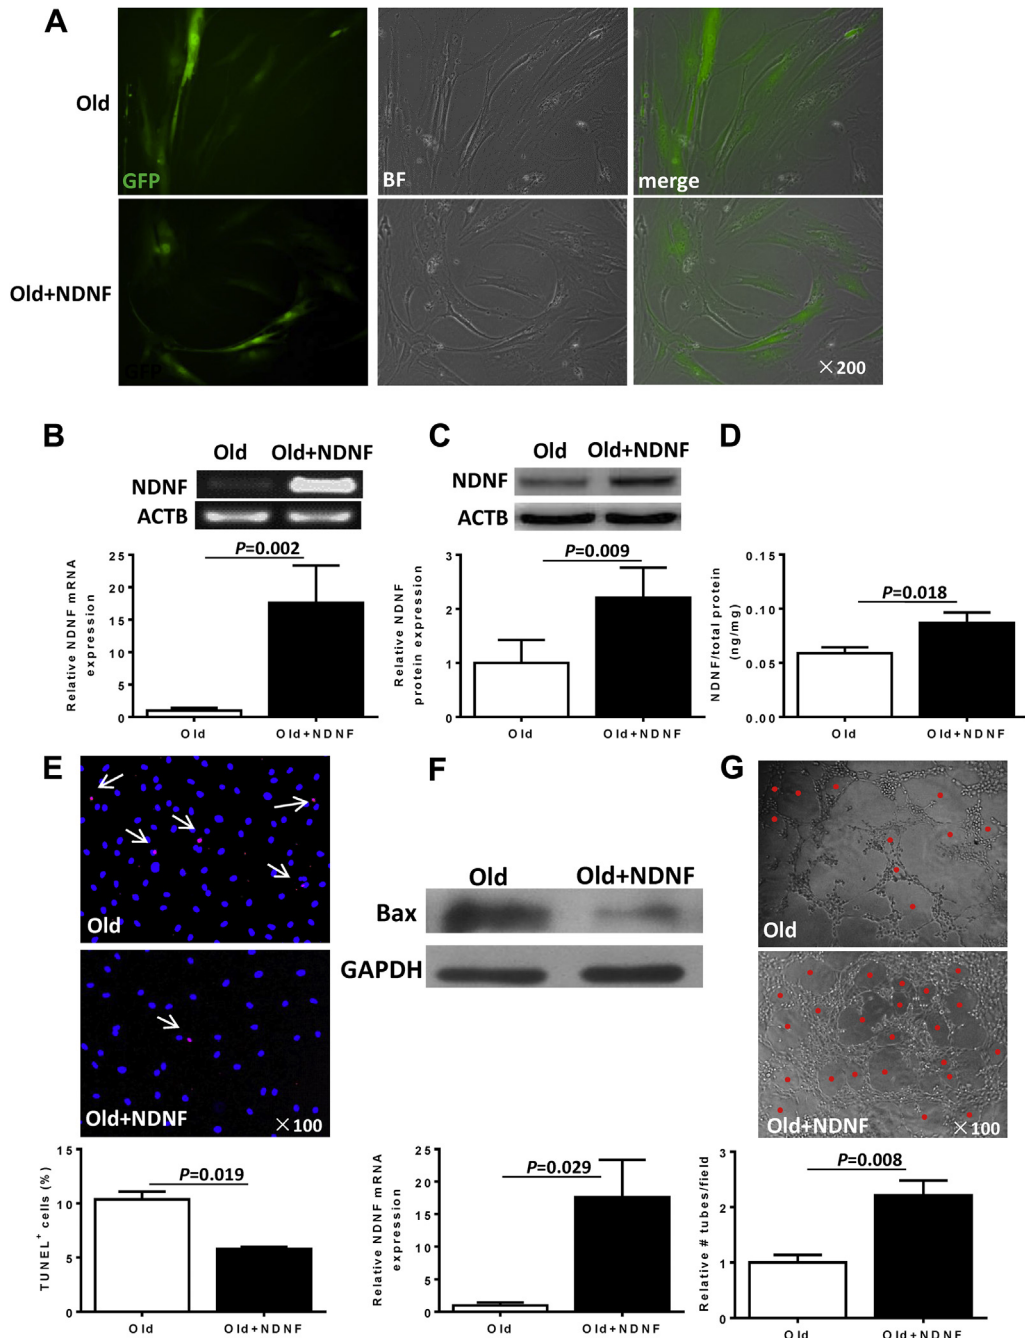 A
Old
GFP
BF
merge
Old+NDNF
GFP
×200
B
Old Old+NDNF
NDNF
ACTB
P=0.002
Relative NDNF mRNA
expression
25
20
15
10
5
0
Old Old+NDNF
C
Old Old+NDNF
NDNF
ACTB
P=0.009
Relative NDNF
protein expression
3
2
1
0
Old Old+NDNF
D
P=0.018
NDNF/total protein
(ng/mg)
0.15
0.10
0.05
0.00
Old Old+NDNF
E
Old
Old+NDNF
×100
P=0.019
TUNEL+ cells (%)
15
10
5
0
Old Old+NDNF
F
Old Old+NDNF
Bax
GAPDH
P=0.029
Relative NDNF mRNA
expression
25
20
15
10
5
0
Old Old+NDNF
G
Old
Old+NDNF
×100
P=0.008
Relative # tubes/field
3
2
1
0
Old Old+NDNF